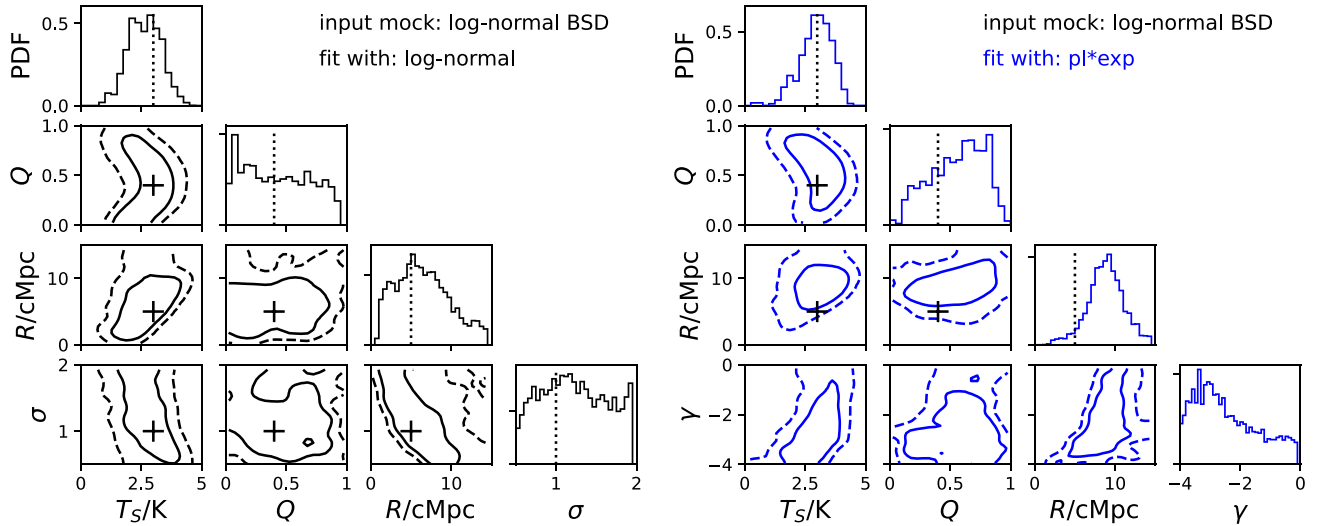 PDF
0.5
0.0
input mock: log-normal BSD
fit with: log-normal
Q
1.0
0.5
0.0
R/cMpc
10
0
σ
2
1
0 2.5 5
0 1
0 10
0 2
T_S/K
Q
R/cMpc
σ
PDF
0.5
0.0
input mock: log-normal BSD
fit with: pl*exp
Q
1.0
0.5
0.0
R/cMpc
10
0
γ
0
−2
−4
0 2.5 5
0 1
0 10
−4 −2 0
T_S/K
Q
R/cMpc
γ